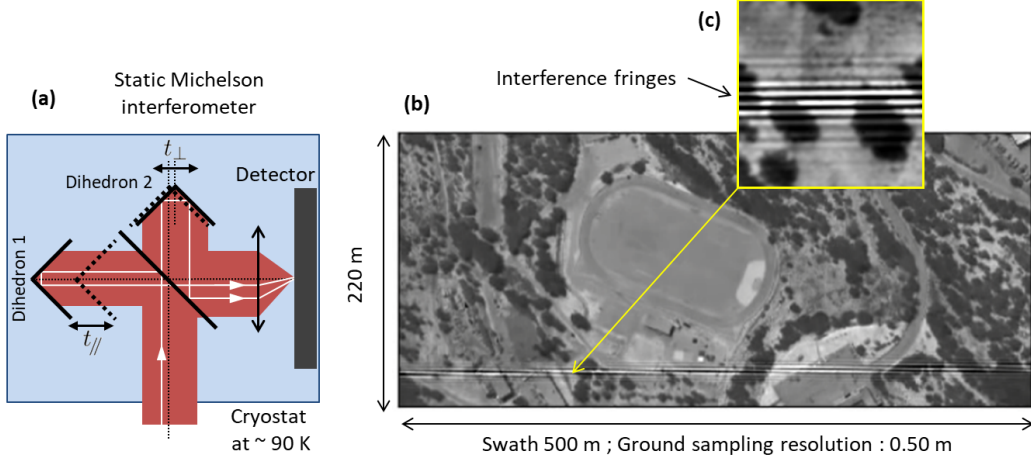 Static Michelson
interferometer
(a)
t⊥
Dihedron 2
Detector
Dihedron 1
t//
Cryostat
at ~ 90 K
(c)
Interference fringes
(b)
220 m
Swath 500 m ; Ground sampling resolution : 0.50 m